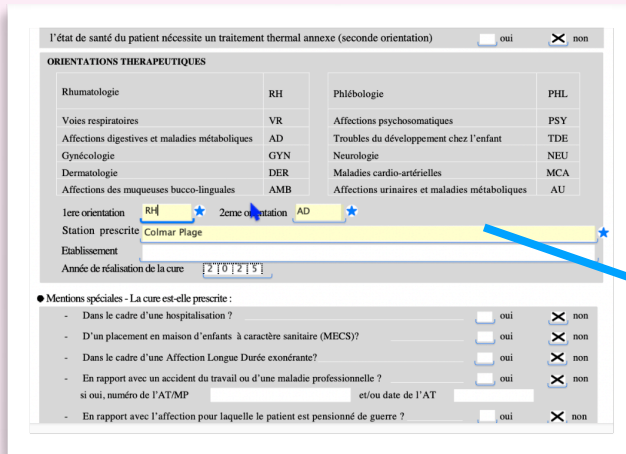 l'état de santé du patient nécessite un traitement thermal annexe (seconde orientation) oui non
ORIENTATIONS THERAPEUTIQUES
Rhumatologie RH Phlébologie PHL
Voies respiratoires VR Affections psychosomatiques PSY
Affections digestives et maladies métaboliques AD Troubles du développement chez l'enfant TDE
Gynécologie GYN Neurologie NEU
Dermatologie DER Maladies cardio-artérielles MCA
Affections des muqueuses bucco-linguales AMB Affections urinaires et maladies métaboliques AU
1ere orientation RH 2eme orientation AD
Station prescrite Colmar Plage
Etablissement
Année de réalisation de la cure 2025
Mentions spéciales - La cure est-elle prescrite :
- Dans le cadre d'une hospitalisation ? oui non
- D'un placement en maison d'enfants à caractère sanitaire (MECS)? oui non
- Dans le cadre d'une Affection Longue Durée exonérante? oui non
- En rapport avec un accident du travail ou d'une maladie professionnelle ? oui non
si oui, numéro de l'AT/MP et/ou date de l'AT
- En rapport avec l'affection pour laquelle le patient est pensionné de guerre ? oui non